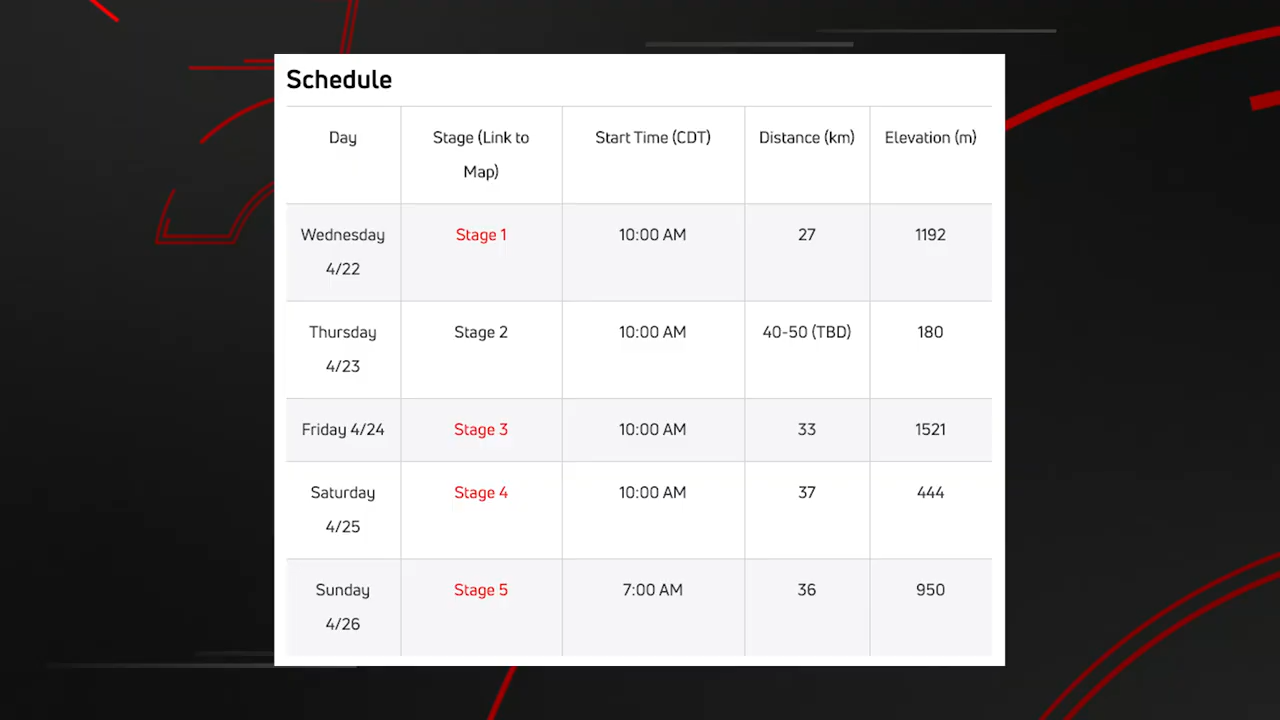 Schedule
Day Stage (Link to Map) Start Time (CDT) Distance (km) Elevation (m)
Wednesday 4/22 Stage 1 10:00 AM 27 1192
Thursday 4/23 Stage 2 10:00 AM 40-50 (TBD) 180
Friday 4/24 Stage 3 10:00 AM 33 1521
Saturday 4/25 Stage 4 10:00 AM 37 444
Sunday 4/26 Stage 5 7:00 AM 36 950